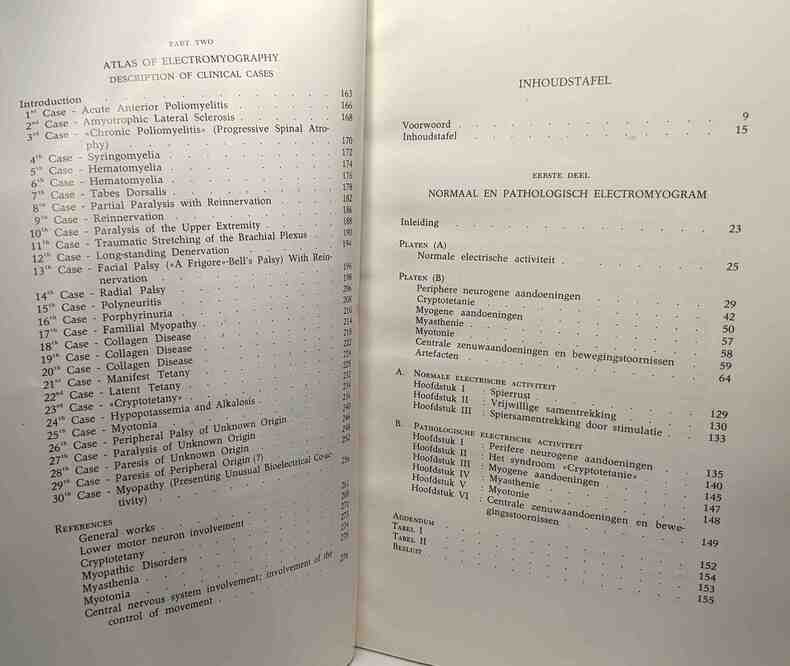 PART TWO
ATLAS OF ELECTROMYOGRAPHY
DESCRIPTION OF CLINICAL CASES
Introduction 163
1st Case - Acute Anterior Poliomyelitis 166
2nd Case - Amyotrophic Lateral Sclerosis 168
3rd Case - «Chronic Poliomyelitis» (Progressive Spinal Atro-
phy) 170
4th Case - Syringomyelia 172
5th Case - Hematomyelia 174
6th Case - Hematomyelia 176
7th Case - Tabes Dorsalis 178
8th Case - Partial Paralysis with Reinnervation 182
9th Case - Reinnervation 186
10th Case - Paralysis of the Upper Extremity 188
11th Case - Traumatic Stretching of the Brachial Plexus 190
12th Case - Long-standing Denervation 194
13th Case - Facial Palsy («A Frigore»-Bell's Palsy) With Rein-
nervation 196
14th Case - Radial Palsy 198
15th Case - Polyneuritis 206
16th Case - Porphyrinuria 208
17th Case - Familial Myopathy 210
18th Case - Collagen Disease 214
19th Case - Collagen Disease 218
20th Case - Collagen Disease 222
21st Case - Manifest Tetany
22nd Case - Latent Tetany
23rd Case - «Cryptotetany»
24th Case - Hypopotassemia and Alkalosis
25th Case - Myotonia
26th Case - Peripheral Palsy of Unknown Origin
27th Case - Paralysis of Unknown Origin
28th Case - Paresis of Unknown Origin
29th Case - Paresis of Peripheral Origin (?)
30th Case - Myopathy (Presenting Unusual Bioelectrical Co-ac-
tivity)
REFERENCES
General works
Lower motor neuron involvement
Cryptotetany
Myopathic Disorders
Myasthenia
Myotonia
Central nervous system involvement; involvement of the
control of movement
INHOUDSTAFEL
Voorwoord 9
Inhoudstafel 15
EERSTE DEEL
NORMAAL EN PATHOLOGISCH ELECTROMYOGRAM
Inleiding 23
PLATEN (A)
Normale electrische activiteit 25
PLATEN (B)
Periphere neurogene aandoeningen 29
Cryptotetanie 42
Myogene aandoeningen 50
Myasthenie 57
Myotonie 58
Centrale zenuwaandoeningen en bewegingstoornissen 59
Artefacten 64
A. NORMALE ELECTRISCHE ACTIVITEIT
Hoofdstuk I : Spierrust 129
Hoofdstuk II : Vrijwillige samentrekking 130
Hoofdstuk III : Spiersamentrekking door stimulatie 133
B. PATHOLOGISCHE ELECTRISCHE ACTIVITEIT
Hoofdstuk I : Perifere neurogene aandoeningen 135
Hoofdstuk II : Het syndroom «Cryptotetanie» 140
Hoofdstuk III : Myogene aandoeningen 145
Hoofdstuk IV : Myasthenie 147
Hoofdstuk V : Myotonie 148
Hoofdstuk VI : Centrale zenuwaandoeningen en bewe-
gingsstoornissen 149
ADDENDUM 152
TABEL I 154
TABEL II 153
BESLUIT 155